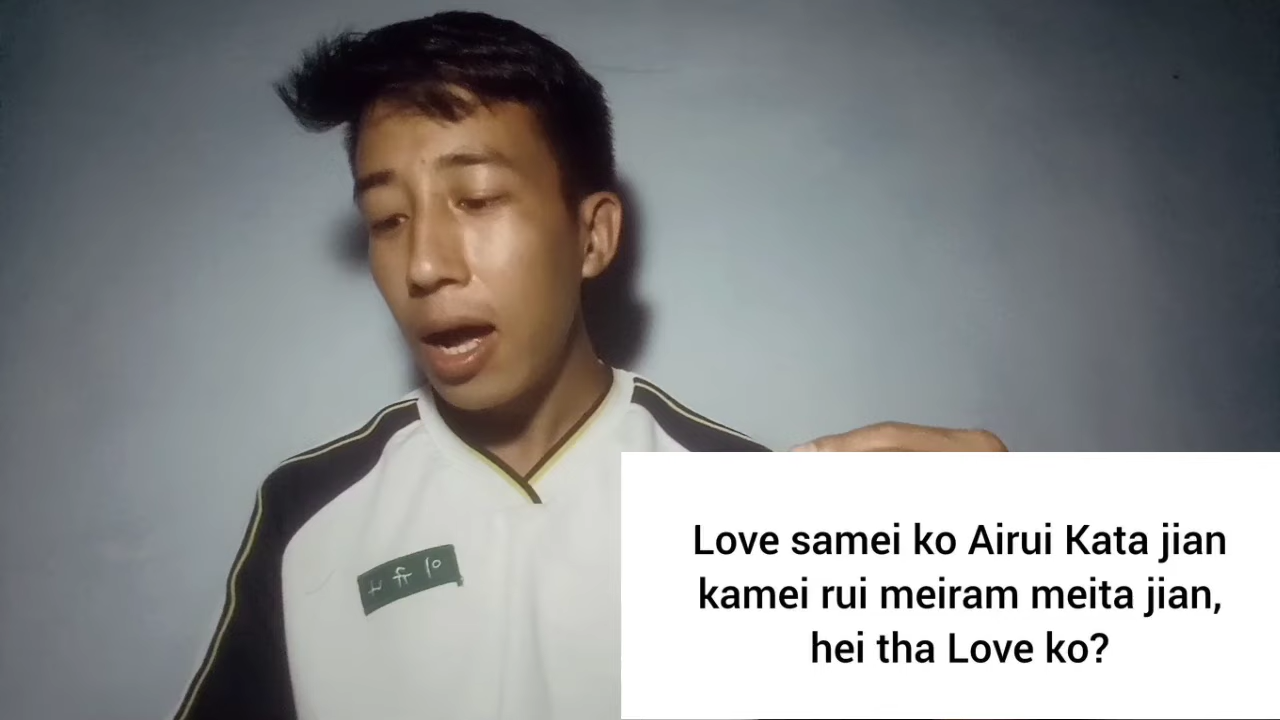 Love samei ko Airui Kata jian
kamei rui meiram meita jian,
hei tha Love ko?